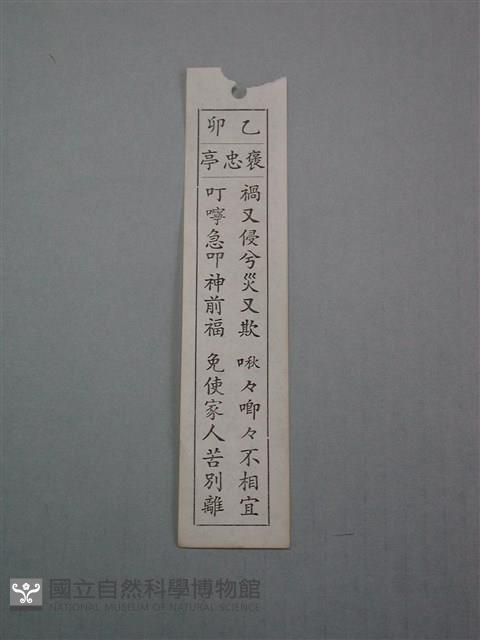 乙卯
褒忠亭
禍又侵兮災又欺 啾々唧々不相宜
叮嚀急叩神前福 免使家人苦別離
國立自然科學博物館
NATIONAL MUSEUM OF NATURAL SCIENCE